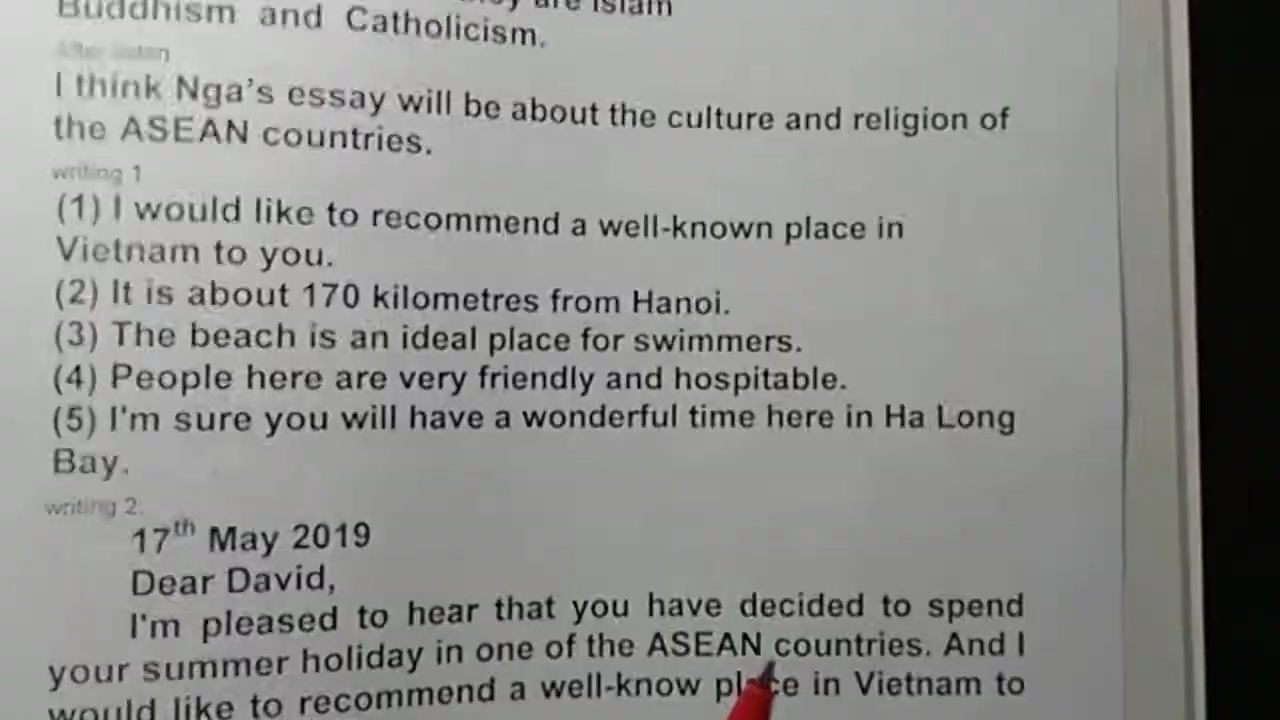 are Islam
Buddhism and Catholicism.
After listen
I think Nga's essay will be about the culture and religion of
the ASEAN countries.
writing 1
(1) I would like to recommend a well-known place in
Vietnam to you.
(2) It is about 170 kilometres from Hanoi.
(3) The beach is an ideal place for swimmers.
(4) People here are very friendly and hospitable.
(5) I'm sure you will have a wonderful time here in Ha Long
Bay.
writing 2.
17th May 2019
Dear David,
I'm pleased to hear that you have decided to spend
your summer holiday in one of the ASEAN countries. And I
would like to recommend a well-know place in Vietnam to